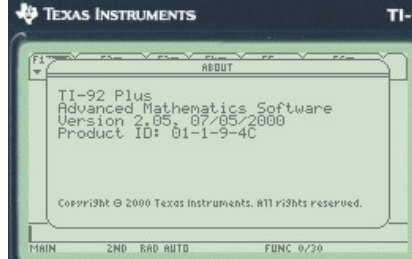 TEXAS INSTRUMENTS TI-
F1
ABOUT
TI-92 Plus
Advanced Mathematics Software
Version 2.05, 07/05/2000
Product ID: 01-1-9-4C
Copyright © 2000 Texas Instruments. All rights reserved.
MAIN 2ND RAD AUTO FUNC 0/30